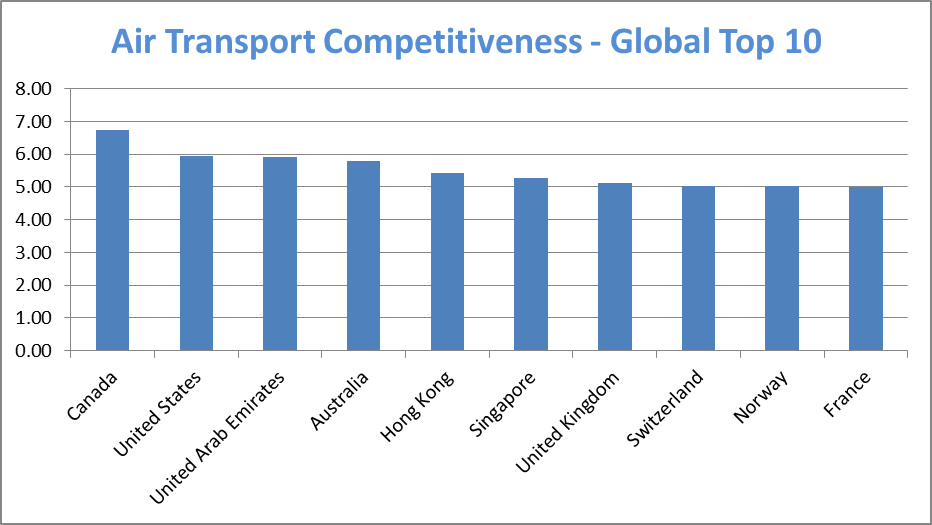 Air Transport Competitiveness - Global Top 10
8.00
7.00
6.00
5.00
4.00
3.00
2.00
1.00
0.00
Canada
United States
United Arab Emirates
Australia
Hong Kong
Singapore
United Kingdom
Switzerland
Norway
France